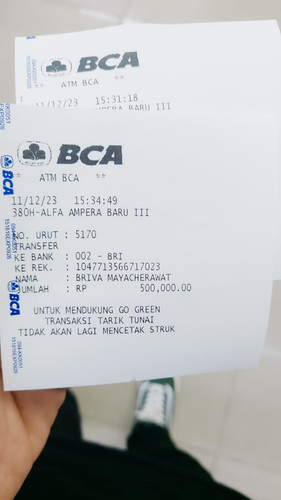 BCA
** ATM BCA **
11/12/23 15:31:18
AMPERA BARU III
BCA
** ATM BCA **
11/12/23 15:34:49
380H-ALFA AMPERA BARU III
NO. URUT : 5170
TRANSFER
KE BANK : 002 - BRI
KE REK. : 1047713566717023
NAMA : BRIVA MAYACHERAWAT
JUMLAH : RP 500,000.00
UNTUK MENDUKUNG GO GREEN
TRANSAKSI TARIK TUNAI
TIDAK AKAN LAGI MENCETAK STRUK
BCA
BCA